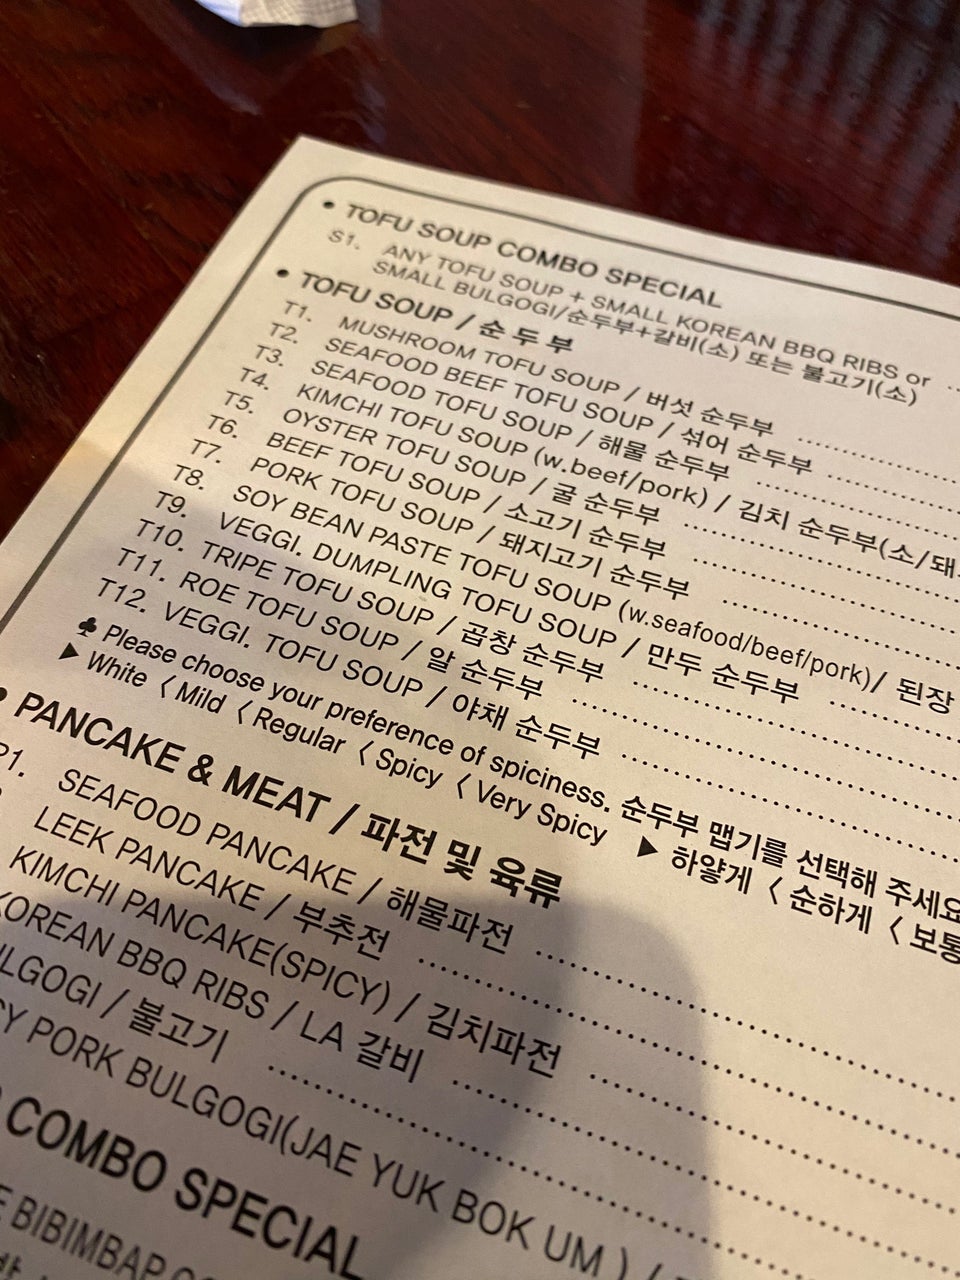 • TOFU SOUP COMBO SPECIAL
S1. ANY TOFU SOUP + SMALL KOREAN BBQ RIBS or
SMALL BULGOGI/순두부+갈비(소) 또는 불고기(소)
• TOFU SOUP / 순두부
T1. MUSHROOM TOFU SOUP / 버섯 순두부
T2. SEAFOOD BEEF TOFU SOUP / 섞어 순두부
T3. SEAFOOD TOFU SOUP / 해물 순두부
T4. KIMCHI TOFU SOUP (w.beef/pork) / 김치 순두부(소/돼
T5. OYSTER TOFU SOUP / 굴 순두부
T6. BEEF TOFU SOUP / 소고기 순두부
T7. PORK TOFU SOUP / 돼지고기 순두부
T8. SOY BEAN PASTE TOFU SOUP (w.seafood/beef/pork)/ 된장
T9. VEGGI. DUMPLING TOFU SOUP / 만두 순두부
T10. TRIPE TOFU SOUP / 곱창 순두부
T11. ROE TOFU SOUP / 알 순두부
T12. VEGGI. TOFU SOUP / 야채 순두부
♣ Please choose your preference of spiciness. 순두부 맵기를 선택해 주세요
▶ White 〈 Mild 〈 Regular 〈 Spicy 〈 Very Spicy ▶ 하얗게 〈 순하게 〈 보통
• PANCAKE & MEAT / 파전 및 육류
P1. SEAFOOD PANCAKE / 해물파전
LEEK PANCAKE / 부추전
KIMCHI PANCAKE(SPICY) / 김치파전
KOREAN BBQ RIBS / LA 갈비
ULGOGI / 불고기
CY PORK BULGOGI(JAE YUK BOK UM ) /
COMBO SPECIAL
E BIBIMBAP